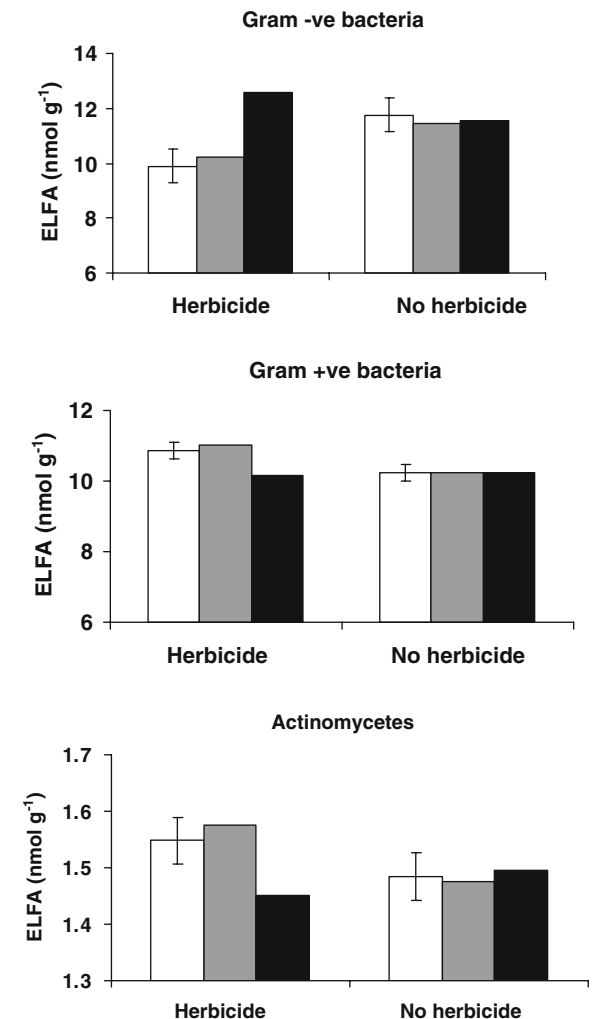 Gram -ve bacteria
ELFA (nmol g⁻¹)
14
12
10
8
6
Herbicide No herbicide
Gram +ve bacteria
ELFA (nmol g⁻¹)
12
10
8
6
Herbicide No herbicide
Actinomycetes
ELFA (nmol g⁻¹)
1.7
1.6
1.5
1.4
1.3
Herbicide No herbicide